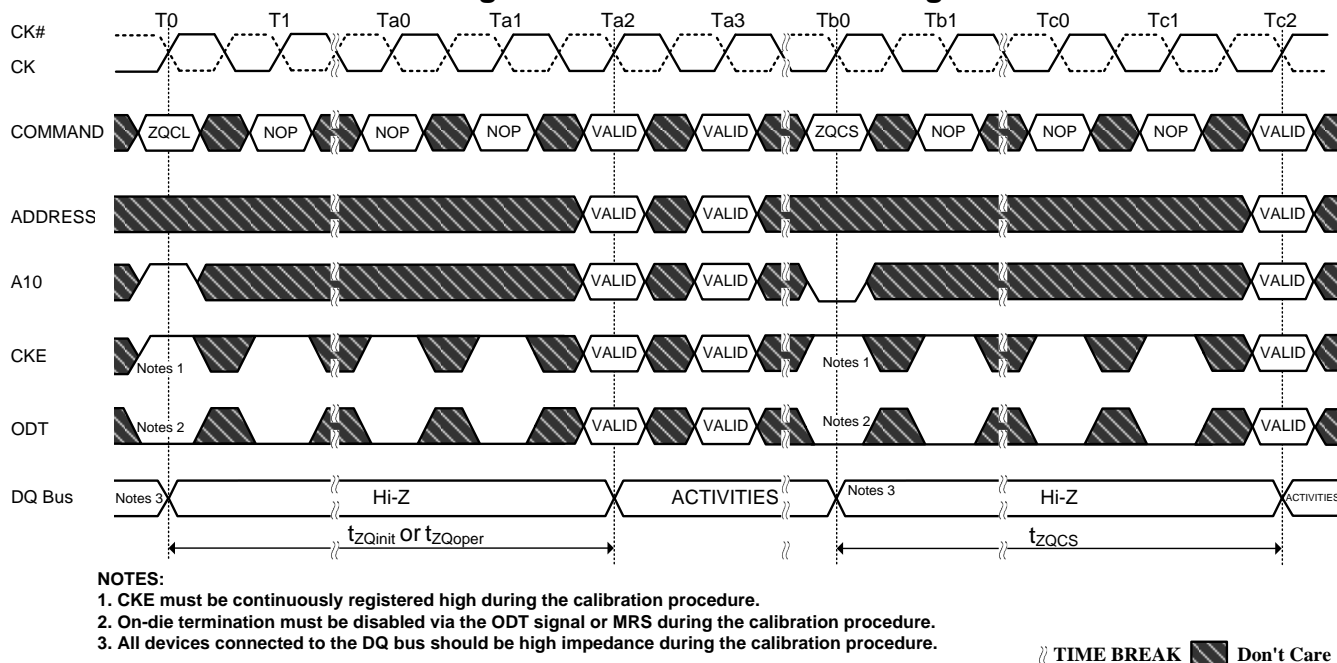 T0 T1 Ta0 Ta1 Ta2 Ta3 Tb0 Tb1 Tc0 Tc1 Tc2
CK#
CK
COMMAND ZQCL NOP NOP NOP VALID VALID ZQCS NOP NOP NOP VALID
ADDRESS VALID VALID VALID
A10 VALID VALID VALID
CKE Notes 1 VALID VALID Notes 1 VALID
ODT Notes 2 VALID VALID Notes 2 VALID
DQ Bus Notes 3 Hi-Z ACTIVITIES Notes 3 Hi-Z ACTIVITIES
tZQinit or tZQoper tZQCS
NOTES:
1. CKE must be continuously registered high during the calibration procedure.
2. On-die termination must be disabled via the ODT signal or MRS during the calibration procedure.
3. All devices connected to the DQ bus should be high impedance during the calibration procedure.
TIME BREAK Don't Care